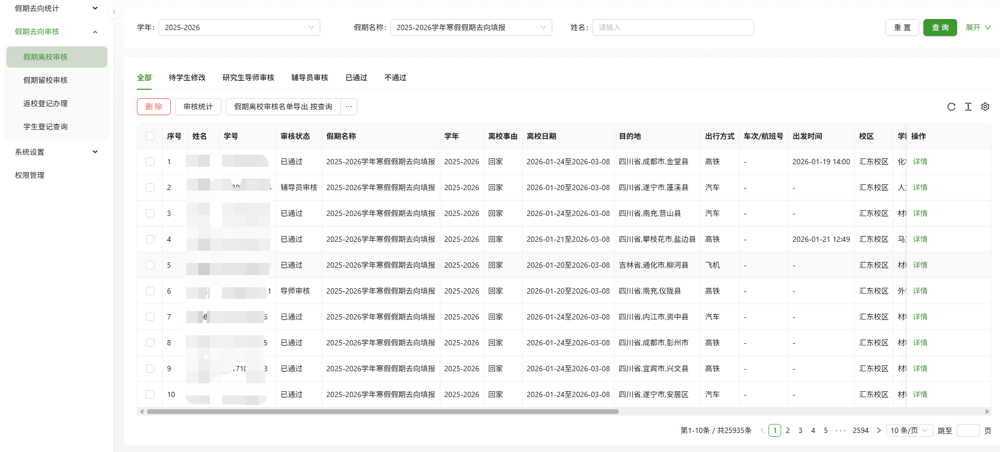 假期去向统计
假期去向审核
假期离校审核
假期留校审核
返校登记办理
学生登记查询
系统设置
权限管理
学年: 2025-2026 假期名称: 2025-2026学年寒假假期去向填报 姓名: 请输入 重 置 查 询 展开
全部 待学生修改 研究生导师审核 辅导员审核 已通过 不通过
删 除 审核统计 假期离校审核名单导出 按查询 ···
序号 姓名 学号 审核状态 假期名称 学年 离校事由 离校日期 目的地 出行方式 车次/航班号 出发时间 校区 操作
1 已通过 2025-2026学年寒假假期去向填报 2025-2026 回家 2026-01-24至2026-03-08 四川省,成都市,金堂县 高铁 - 2026-01-19 14:00 汇东校区 详情
2 辅导员审核 2025-2026学年寒假假期去向填报 2025-2026 回家 2026-01-20至2026-03-08 四川省,遂宁市,蓬溪县 汽车 - - 汇东校区 详情
3 已通过 2025-2026学年寒假假期去向填报 2025-2026 回家 2026-01-24至2026-03-08 四川省,南充,营山县 汽车 - - 汇东校区 详情
4 已通过 2025-2026学年寒假假期去向填报 2025-2026 回家 2026-01-21至2026-03-08 四川省,攀枝花市,盐边县 高铁 - 2026-01-21 12:49 汇东校区 详情
5 已通过 2025-2026学年寒假假期去向填报 2025-2026 回家 2026-01-20至2026-03-08 吉林省,通化市,柳河县 飞机 - - 汇东校区 详情
6 1 导师审核 2025-2026学年寒假假期去向填报 2025-2026 回家 2026-01-20至2026-03-08 四川省,南充,仪陇县 高铁 - - 汇东校区 详情
7 6 已通过 2025-2026学年寒假假期去向填报 2025-2026 回家 2026-01-24至2026-03-08 四川省,内江市,资中县 汽车 - - 汇东校区 详情
8 5 已通过 2025-2026学年寒假假期去向填报 2025-2026 回家 2026-01-24至2026-03-08 四川省,成都市,彭州市 高铁 - - 汇东校区 详情
9 已通过 2025-2026学年寒假假期去向填报 2025-2026 回家 2026-01-24至2026-03-08 四川省,宜宾市,兴文县 高铁 - - 汇东校区 详情
10 已通过 2025-2026学年寒假假期去向填报 2025-2026 回家 2026-01-24至2026-03-08 四川省,遂宁市,安居区 汽车 - - 汇东校区 详情
第1-10条 / 共25935条 1 2 3 4 5 ··· 2594 10 条/页 跳至 页